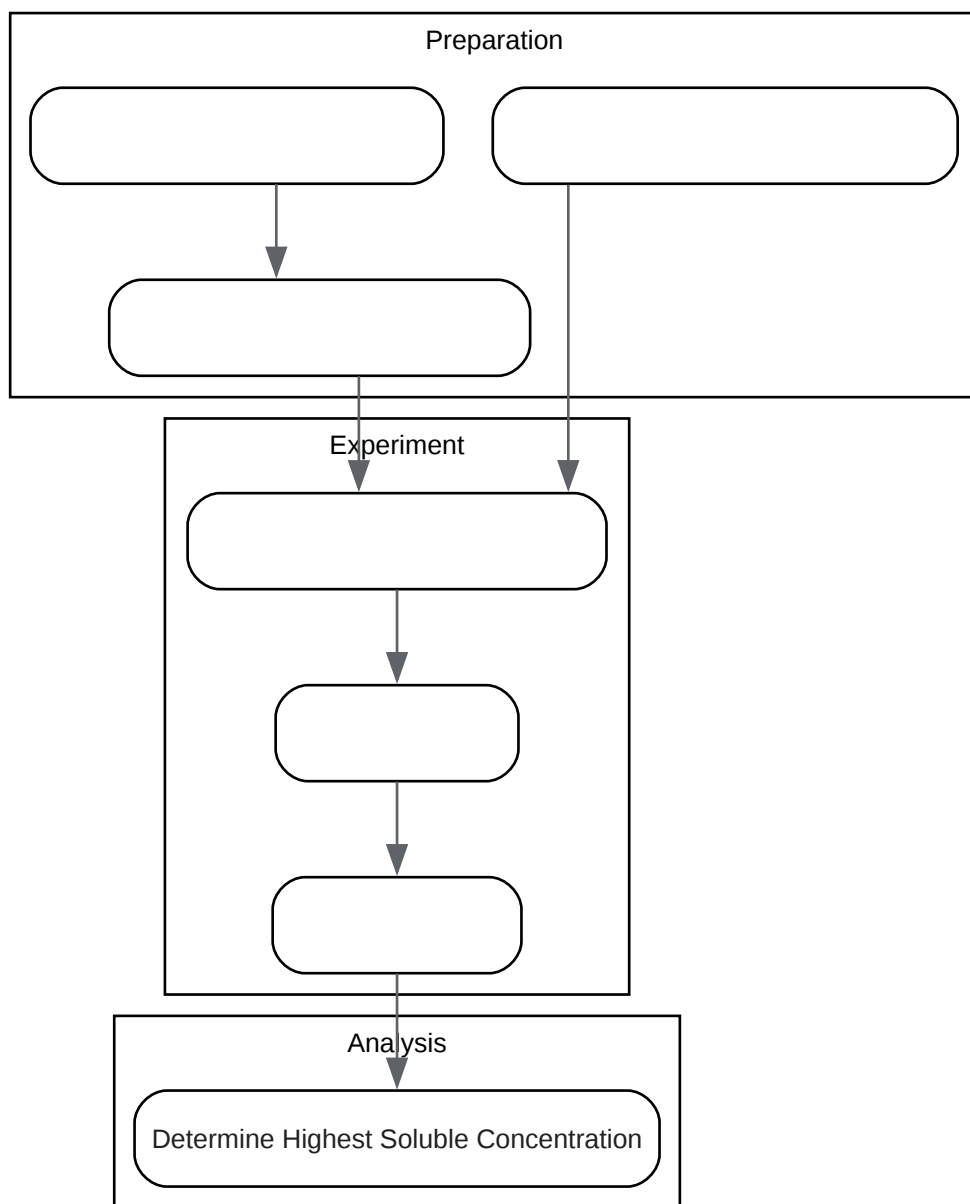 Preparation
Experiment
Analysis
Determine Highest Soluble Concentration